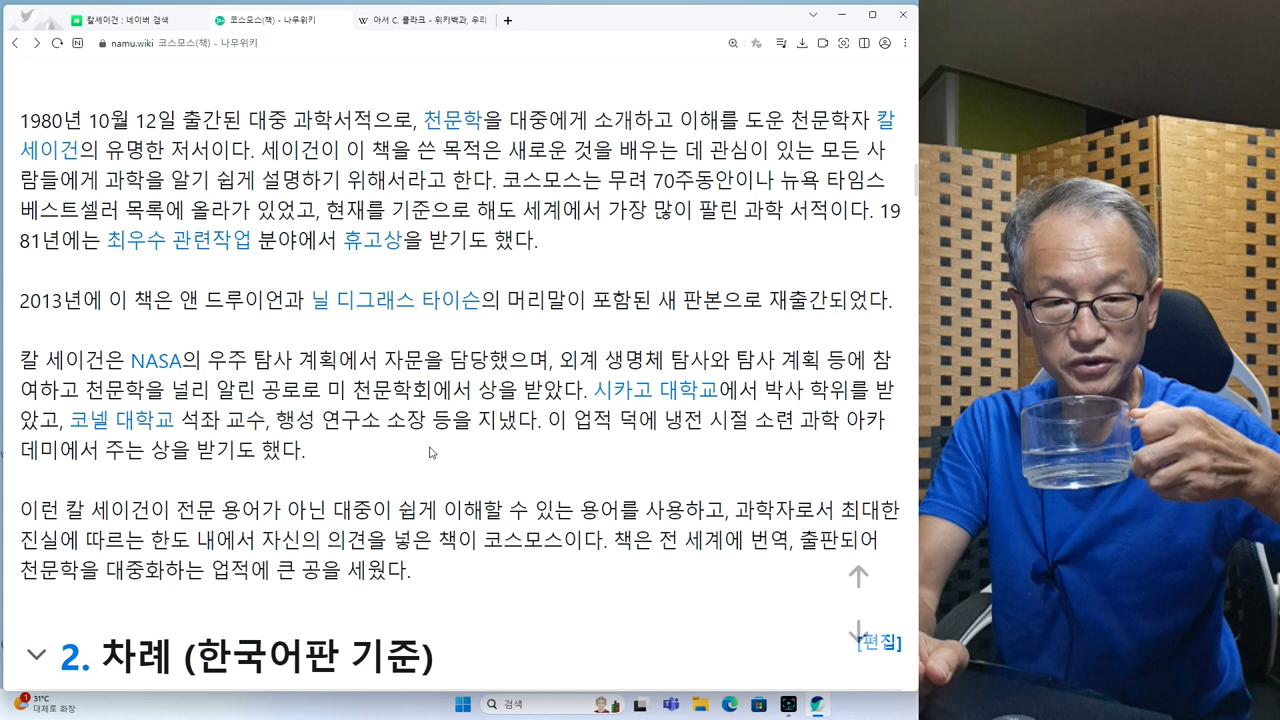 칼세이건 : 네이버 검색
코스모스(책) - 나무위키
W 아서 C. 클라크 - 위키백과, 우리
namu.wiki 코스모스(책) - 나무위키
1980년 10월 12일 출간된 대중 과학서적으로, 천문학을 대중에게 소개하고 이해를 도운 천문학자 칼
세이건의 유명한 저서이다. 세이건이 이 책을 쓴 목적은 새로운 것을 배우는 데 관심이 있는 모든 사
람들에게 과학을 알기 쉽게 설명하기 위해서라고 한다. 코스모스는 무려 70주동안이나 뉴욕 타임스
베스트셀러 목록에 올라가 있었고, 현재를 기준으로 해도 세계에서 가장 많이 팔린 과학 서적이다. 19
81년에는 최우수 관련작업 분야에서 휴고상을 받기도 했다.
2013년에 이 책은 앤 드루이언과 닐 디그래스 타이슨의 머리말이 포함된 새 판본으로 재출간되었다.
칼 세이건은 NASA의 우주 탐사 계획에서 자문을 담당했으며, 외계 생명체 탐사와 탐사 계획 등에 참
여하고 천문학을 널리 알린 공로로 미 천문학회에서 상을 받았다. 시카고 대학교에서 박사 학위를 받
았고, 코넬 대학교 석좌 교수, 행성 연구소 소장 등을 지냈다. 이 업적 덕에 냉전 시절 소련 과학 아카
데미에서 주는 상을 받기도 했다.
이런 칼 세이건이 전문 용어가 아닌 대중이 쉽게 이해할 수 있는 용어를 사용하고, 과학자로서 최대한
진실에 따르는 한도 내에서 자신의 의견을 넣은 책이 코스모스이다. 책은 전 세계에 번역, 출판되어
천문학을 대중화하는 업적에 큰 공을 세웠다.
2. 차례 (한국어판 기준)
[편집]
1
31°C
대체로 화창
검색